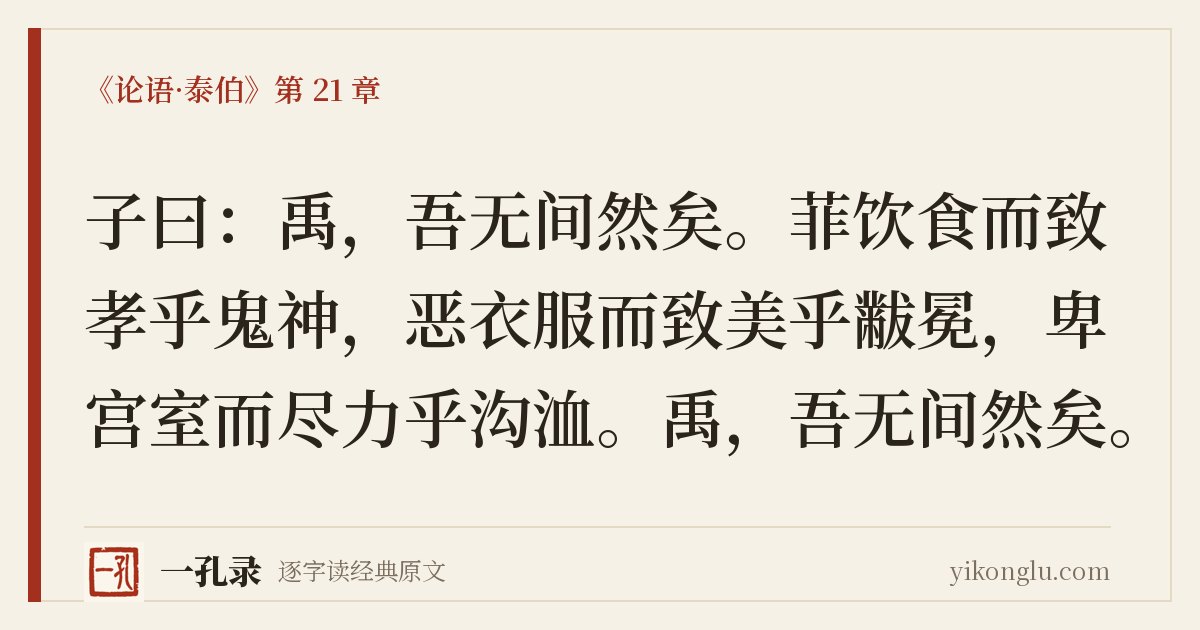 《论语·泰伯》第 21 章
子曰：禹，吾无间然矣。菲饮食而致
孝乎鬼神，恶衣服而致美乎黻冕，卑
宫室而尽力乎沟洫。禹，吾无间然矣。
一孔
一孔录 逐字读经典原文 yikonglu.com